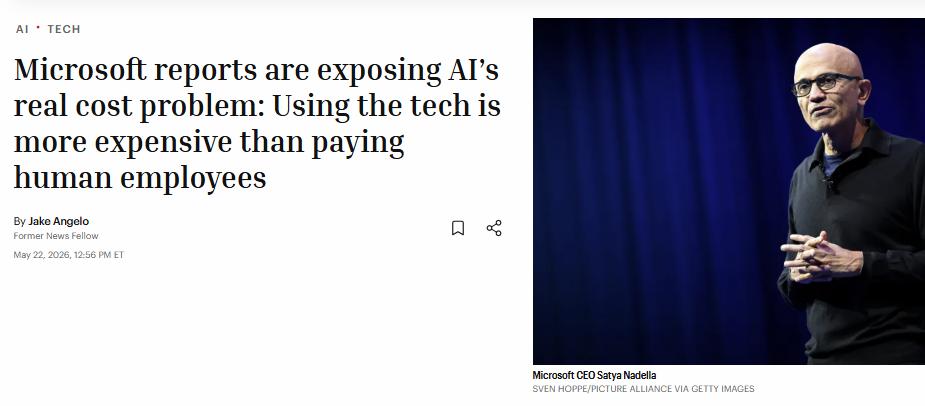 AI • TECH
Microsoft reports are exposing AI’s
real cost problem: Using the tech is
more expensive than paying
human employees
By Jake Angelo
Former News Fellow
May 22, 2026, 12:56 PM ET
Microsoft CEO Satya Nadella
SVEN HOPPE/PICTURE ALLIANCE VIA GETTY IMAGES